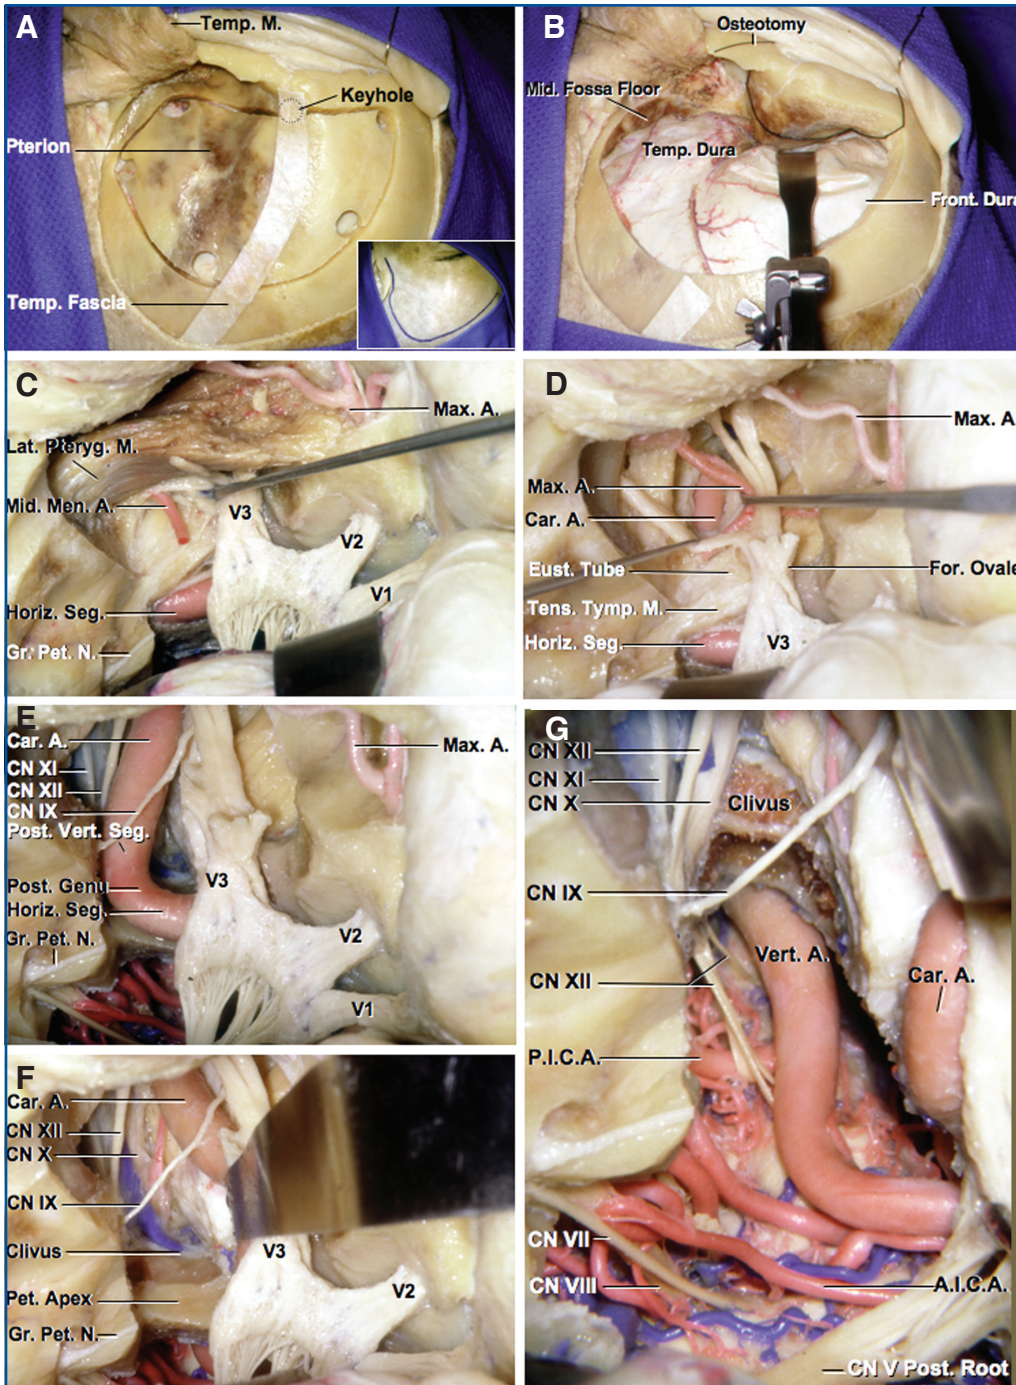 A
Temp. M.
Keyhole
Pterion
Temp. Fascia
B
Osteotomy
Mid. Fossa Floor
Temp. Dura
Front. Dura
C
Max. A.
Lat. Pteryg. M.
Mid. Men. A.
V3
V2
V1
Horiz. Seg.
Gr. Pet. N.
D
Max. A.
Max. A.
Car. A.
Eust. Tube
For. Ovale
Tens. Tymp. M.
Horiz. Seg.
V3
E
Car. A.
Max. A.
CN XI
CN XII
CN IX
Post. Vert. Seg.
Post. Genu
V3
Horiz. Seg.
Gr. Pet. N.
V2
V1
F
Car. A.
CN XII
CN X
CN IX
Clivus
V3
V2
Pet. Apex
Gr. Pet. N.
G
CN XII
CN XI
CN X
Clivus
CN IX
Vert. A.
CN XII
Car. A.
P.I.C.A.
CN VII
CN VIII
A.I.C.A.
CN V Post. Root